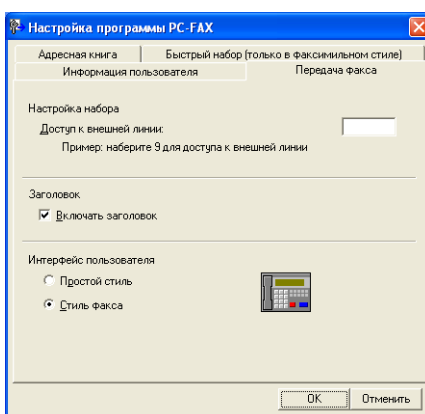 Настройка программы PC-FAX
Адресная книга
Быстрый набор (только в факсимильном стиле)
Информация пользователя
Передача факса
Настройка набора
Доступ к внешней линии:
Пример: наберите 9 для доступа к внешней линии
Заголовок
Включать заголовок
Интерфейс пользователя
Простой стиль
Стиль факса
OK
Отменить